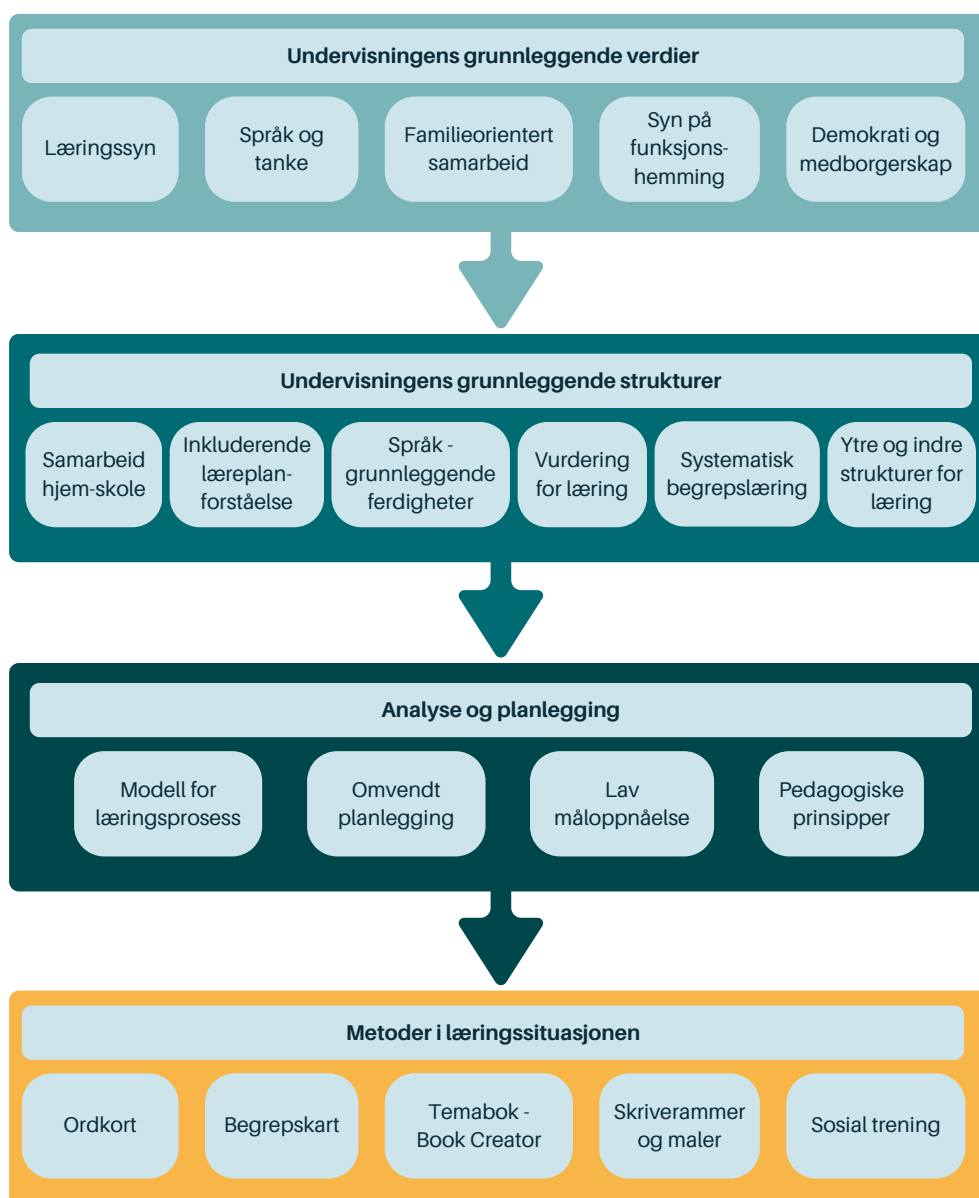 Undervisningens grunnleggende verdier
Læringssyn
Språk og
tanke
Familieorientert
samarbeid
Syn på
funksjons-
hemming
Demokrati og
medborgerskap
Undervisningens grunnleggende strukturer
Samarbeid
hjem-skole
Inkluderende
læreplan-
forståelse
Språk -
grunnleggende
ferdigheter
Vurdering
for læring
Systematisk
begrepslæring
Ytre og indre
strukturer for
læring
Analyse og planlegging
Modell for
læringsprosess
Omvendt
planlegging
Lav
måloppnåelse
Pedagogiske
prinsipper
Metoder i læringssituasjonen
Ordkort
Begrepskart
Temabok -
Book Creator
Skriverammer
og maler
Sosial trening